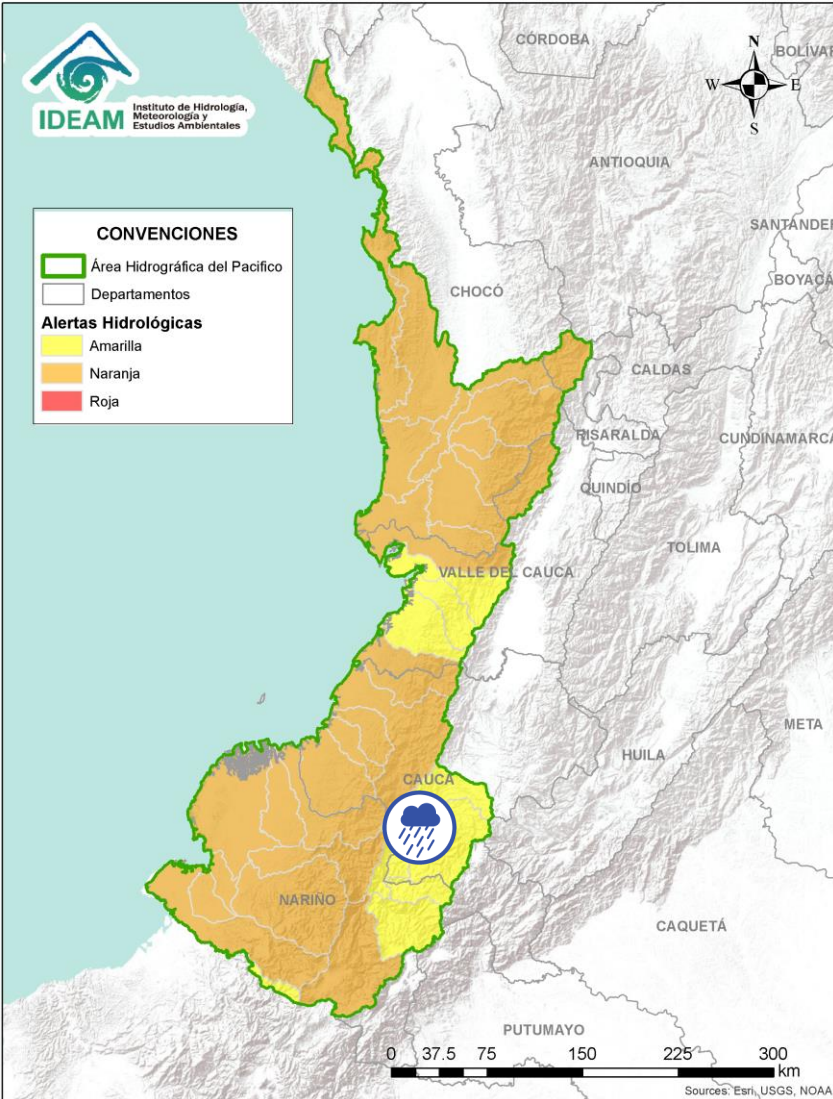 IDEAM
Instituto de Hidrología,
Meteorología y
Estudios Ambientales
N
W
E
S
CONVENCIONES
Área Hidrográfica del Pacifico
Departamentos
Alertas Hidrológicas
Amarilla
Naranja
Roja
CÓRDOBA
BOLÍVAR
ANTIOQUIA
SANTANDER
BOYACÁ
CHOCÓ
CALDAS
RISARALDA
CUNDINAMARCA
QUINDÍO
TOLIMA
VALLE DEL CAUCA
META
HUILA
CAUCA
NARIÑO
CAQUETÁ
PUTUMAYO
0 37.5 75 150 225 300
km
Sources: Esri, USGS, NOAA